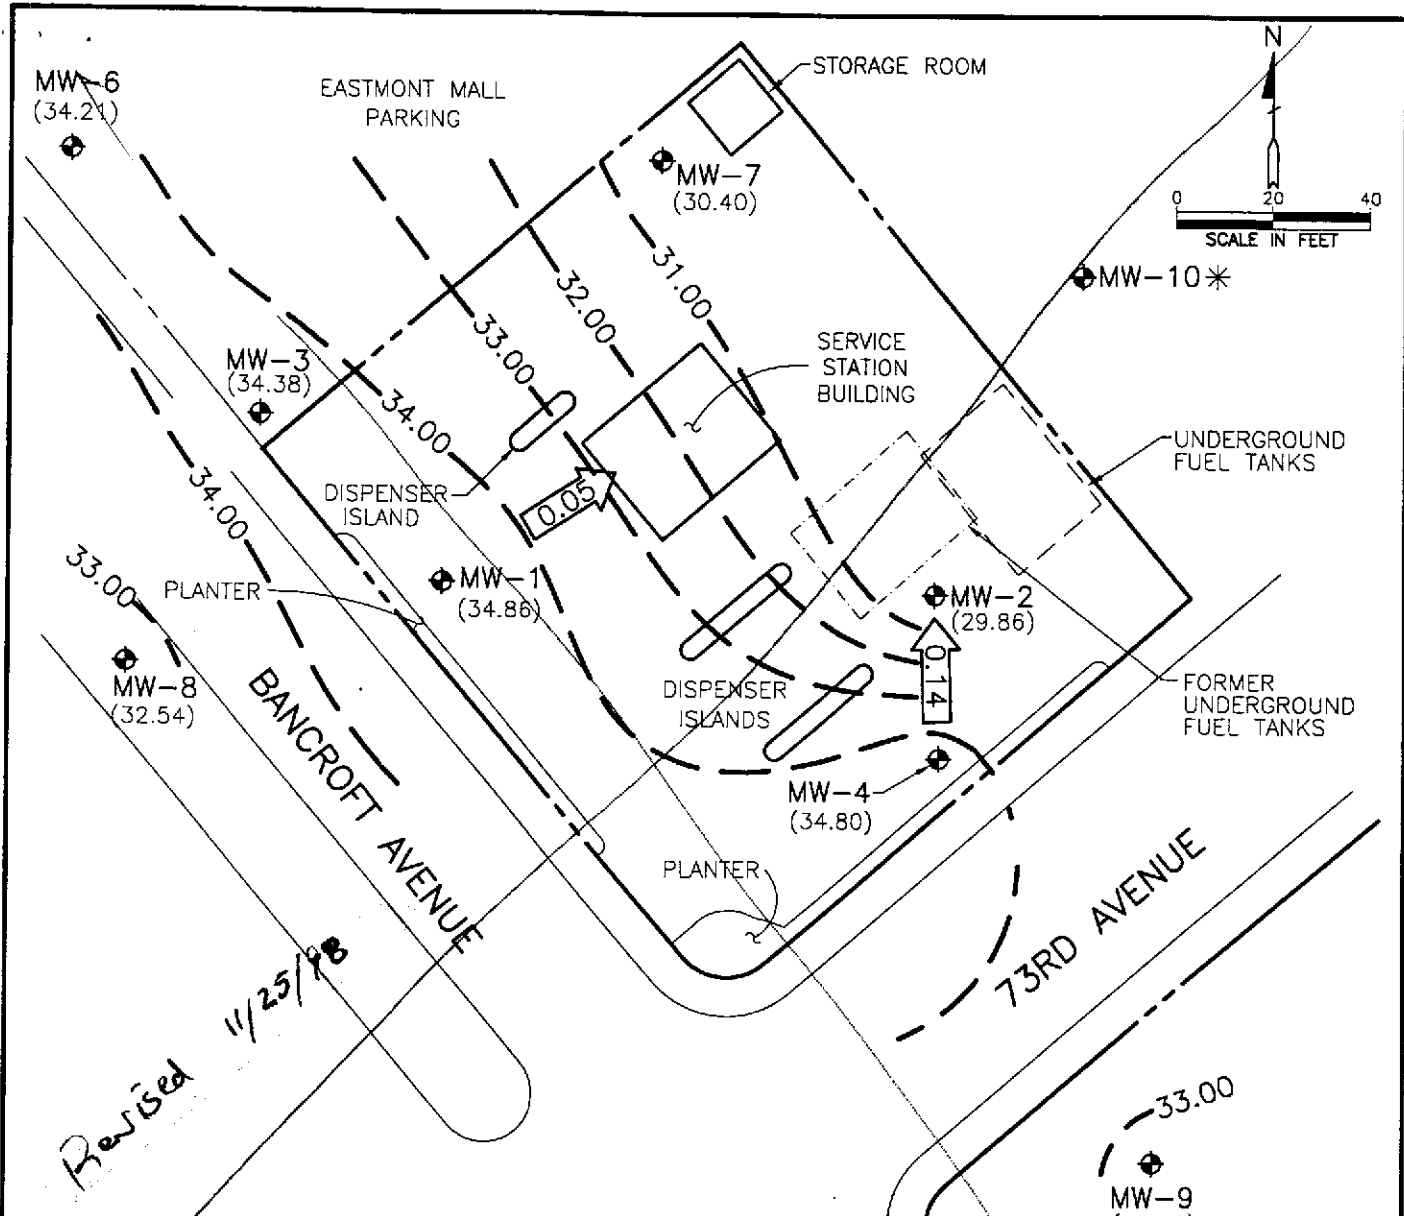 MW-6
(34.21)
EASTMONT MALL
PARKING
STORAGE ROOM
N
MW-7
(30.40)
0 20 40
SCALE IN FEET
MW-10*
31.00
32.00
33.00
SERVICE
STATION
BUILDING
MW-3
(34.38)
34.00
UNDERGROUND
FUEL TANKS
34.00
DISPENSER
ISLAND
0.05
33.00
PLANTER
MW-1
(34.86)
MW-2
(29.86)
0.14
MW-8
(32.54)
DISPENSER
ISLANDS
FORMER
UNDERGROUND
FUEL TANKS
BANCROFT AVENUE
MW-4
(34.80)
PLANTER
73RD AVENUE
Revised 11/25/98
33.00
MW-9